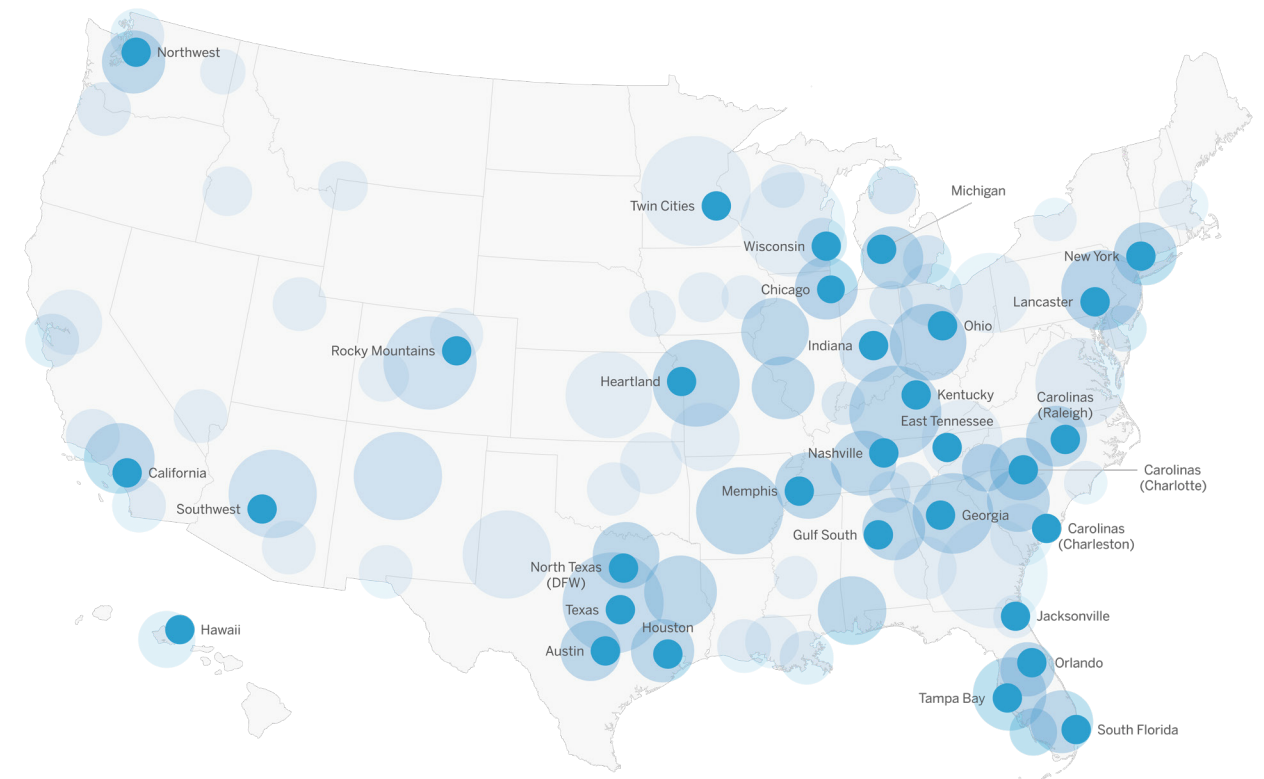 Northwest
Michigan
Twin Cities
Wisconsin
New York
Chicago
Lancaster
Ohio
Indiana
Rocky Mountains
Heartland
Kentucky
Carolinas
(Raleigh)
East Tennessee
Nashville
California
Carolinas
(Charlotte)
Memphis
Southwest
Georgia
Gulf South
Carolinas
(Charleston)
North Texas
(DFW)
Texas
Jacksonville
Houston
Hawaii
Austin
Orlando
Tampa Bay
South Florida